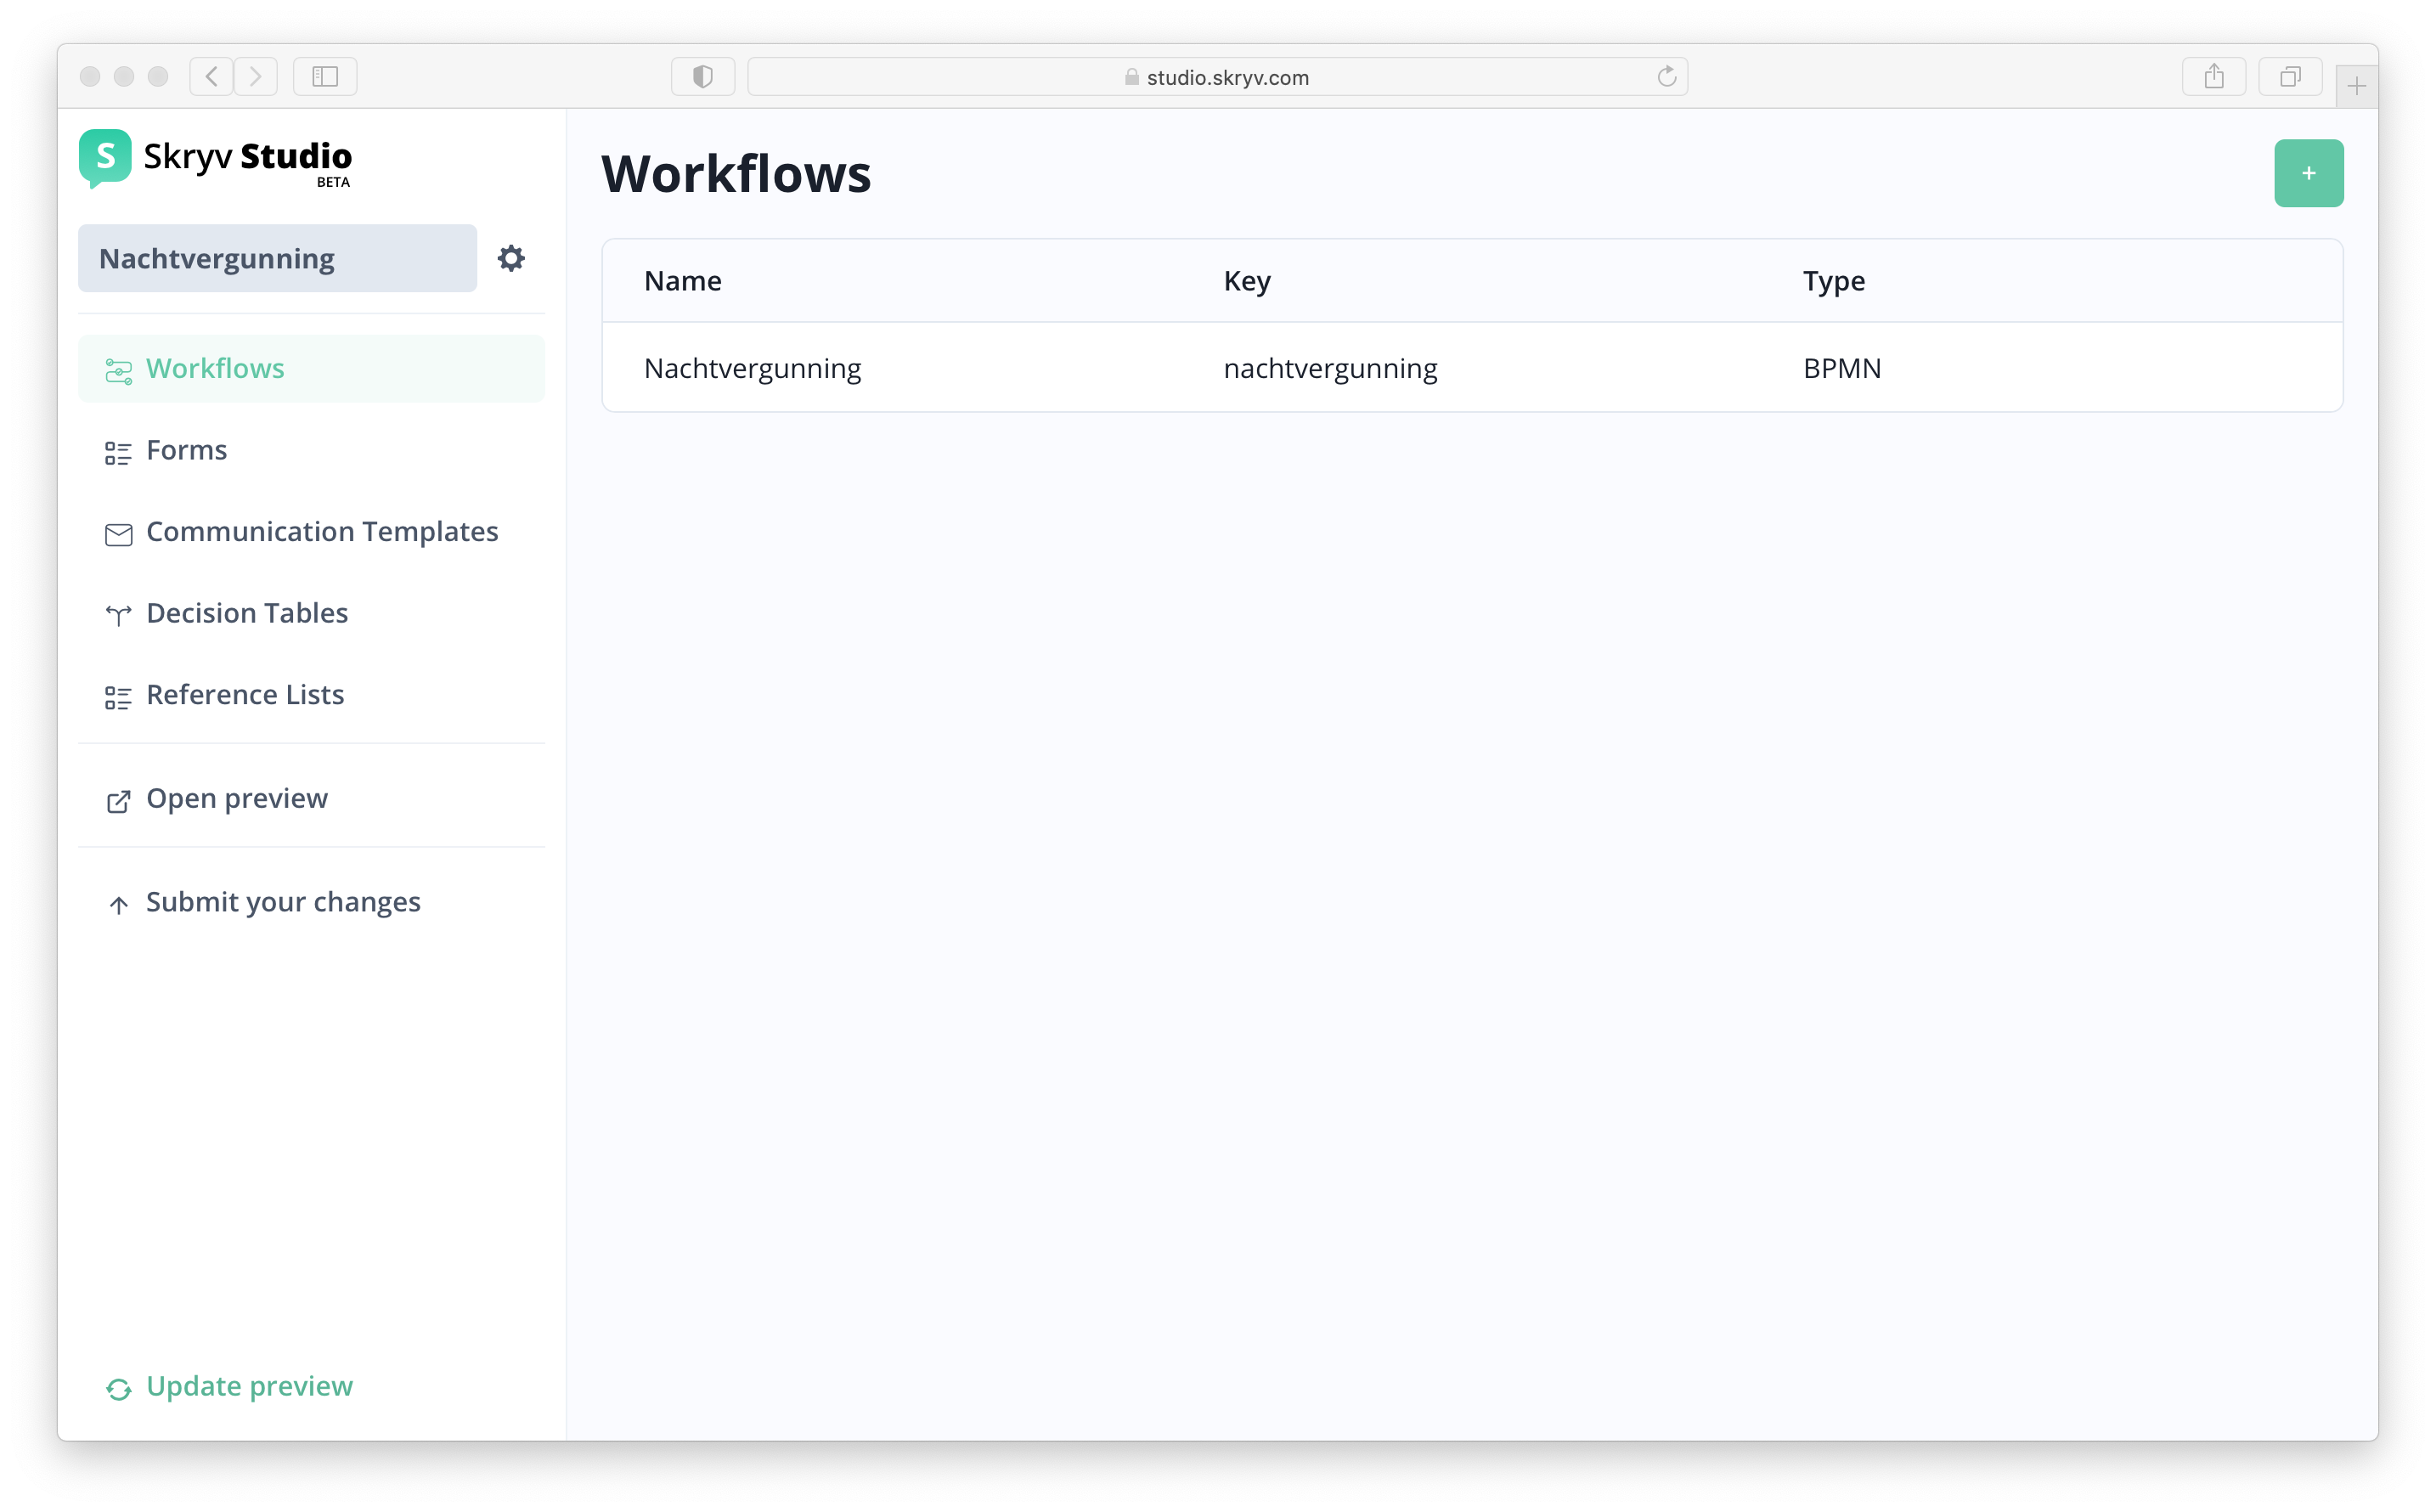 studio.skryv.com
S Skryv Studio
BETA
Nachtvergunning
Workflows
Forms
Communication Templates
Decision Tables
Reference Lists
Open preview
Submit your changes
Update preview
Workflows
+
Name Key Type
Nachtvergunning nachtvergunning BPMN